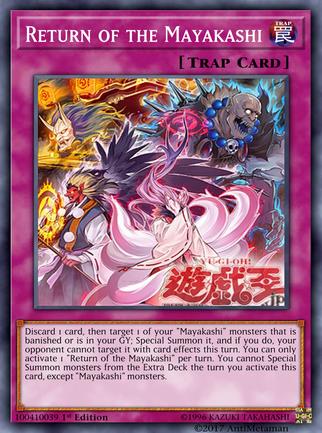 RETURN OF THE MAYAKASHI
TRAP
罠
[TRAP CARD]
YU-GI-OH!
遊戯王
.JP
Discard 1 card, then target 1 of your "Mayakashi" monsters that
is banished or is in your GY; Special Summon it, and if you do, your
opponent cannot target it with card effects this turn. You can only
activate 1 "Return of the Mayakashi" per turn. You cannot Special
Summon monsters from the Extra Deck the turn you activate this
card, except "Mayakashi" monsters.
100410039 1st Edition
©1996 KAZUKI TAKAHASHI
©2017 AntiMetaman